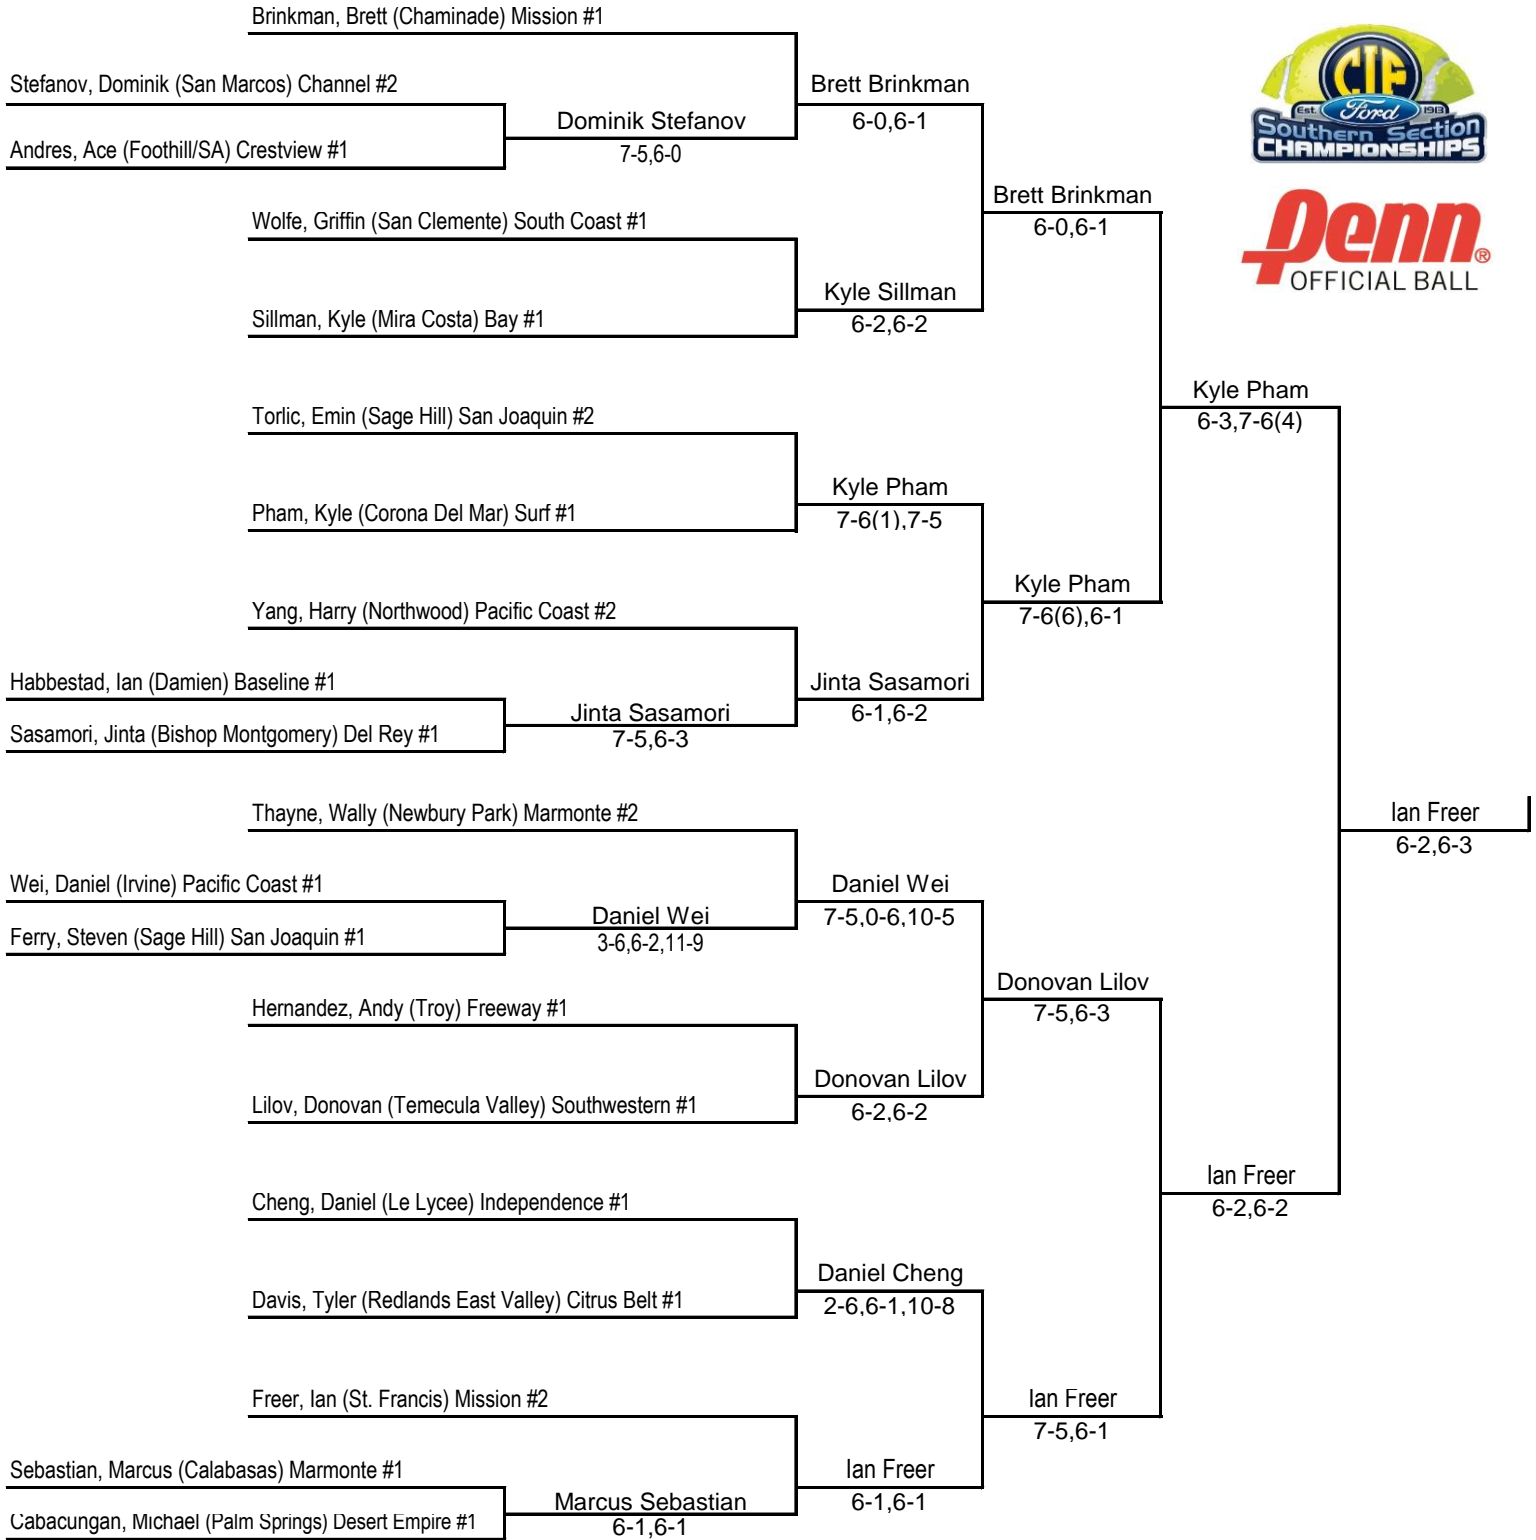 Brinkman, Brett (Chaminade) Mission #1
Stefanov, Dominik (San Marcos) Channel #2
Brett Brinkman
6-0,6-1
Dominik Stefanov
7-5,6-0
Andres, Ace (Foothill/SA) Crestview #1
CIF
Est. Ford 1913
Southern Section
CHAMPIONSHIPS
Penn®
OFFICIAL BALL
Brett Brinkman
6-0,6-1
Wolfe, Griffin (San Clemente) South Coast #1
Kyle Sillman
6-2,6-2
Sillman, Kyle (Mira Costa) Bay #1
Kyle Pham
6-3,7-6(4)
Torlic, Emin (Sage Hill) San Joaquin #2
Kyle Pham
7-6(1),7-5
Pham, Kyle (Corona Del Mar) Surf #1
Kyle Pham
7-6(6),6-1
Yang, Harry (Northwood) Pacific Coast #2
Habbestad, Ian (Damien) Baseline #1
Jinta Sasamori
6-1,6-2
Jinta Sasamori
7-5,6-3
Sasamori, Jinta (Bishop Montgomery) Del Rey #1
Thayne, Wally (Newbury Park) Marmonte #2
Ian Freer
6-2,6-3
Wei, Daniel (Irvine) Pacific Coast #1
Daniel Wei
7-5,0-6,10-5
Daniel Wei
3-6,6-2,11-9
Ferry, Steven (Sage Hill) San Joaquin #1
Donovan Lilov
7-5,6-3
Hernandez, Andy (Troy) Freeway #1
Donovan Lilov
6-2,6-2
Lilov, Donovan (Temecula Valley) Southwestern #1
Ian Freer
6-2,6-2
Cheng, Daniel (Le Lycee) Independence #1
Daniel Cheng
2-6,6-1,10-8
Davis, Tyler (Redlands East Valley) Citrus Belt #1
Freer, Ian (St. Francis) Mission #2
Ian Freer
7-5,6-1
Sebastian, Marcus (Calabasas) Marmonte #1
Ian Freer
6-1,6-1
Marcus Sebastian
6-1,6-1
Cabacungan, Michael (Palm Springs) Desert Empire #1